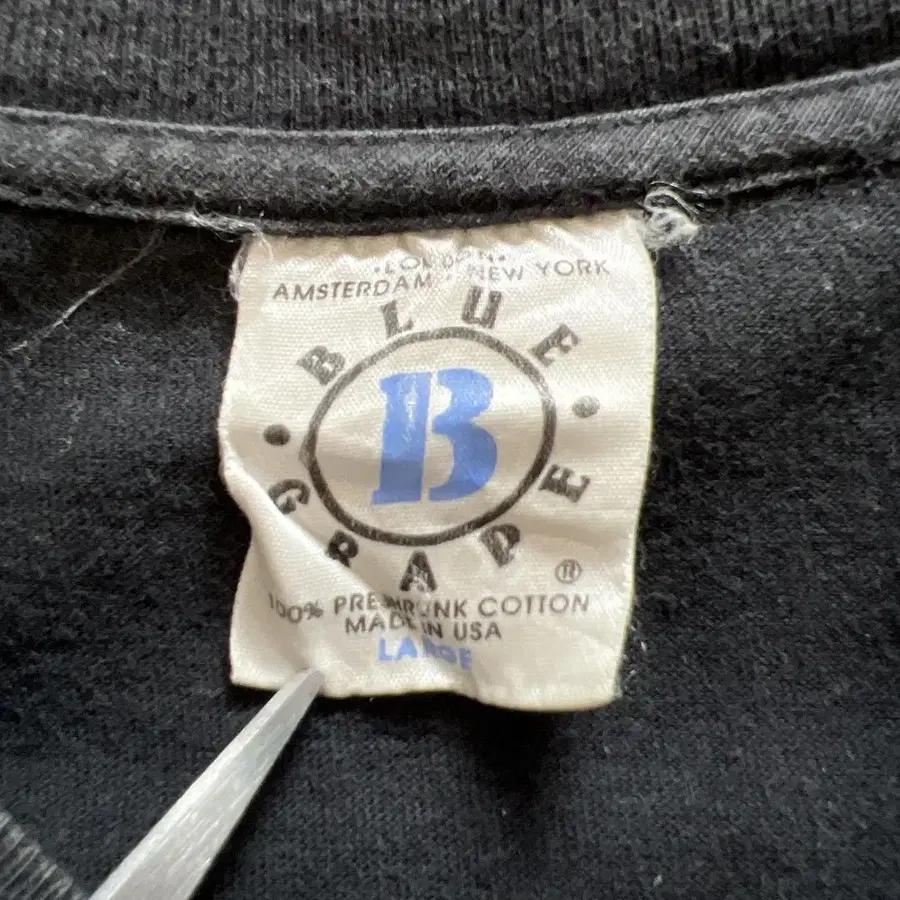 • LONDON •
AMSTERDAM • NEW YORK
BLUE
B
• GRAPE •
®
100% PRESHRUNK COTTON
MADE IN USA
LARGE